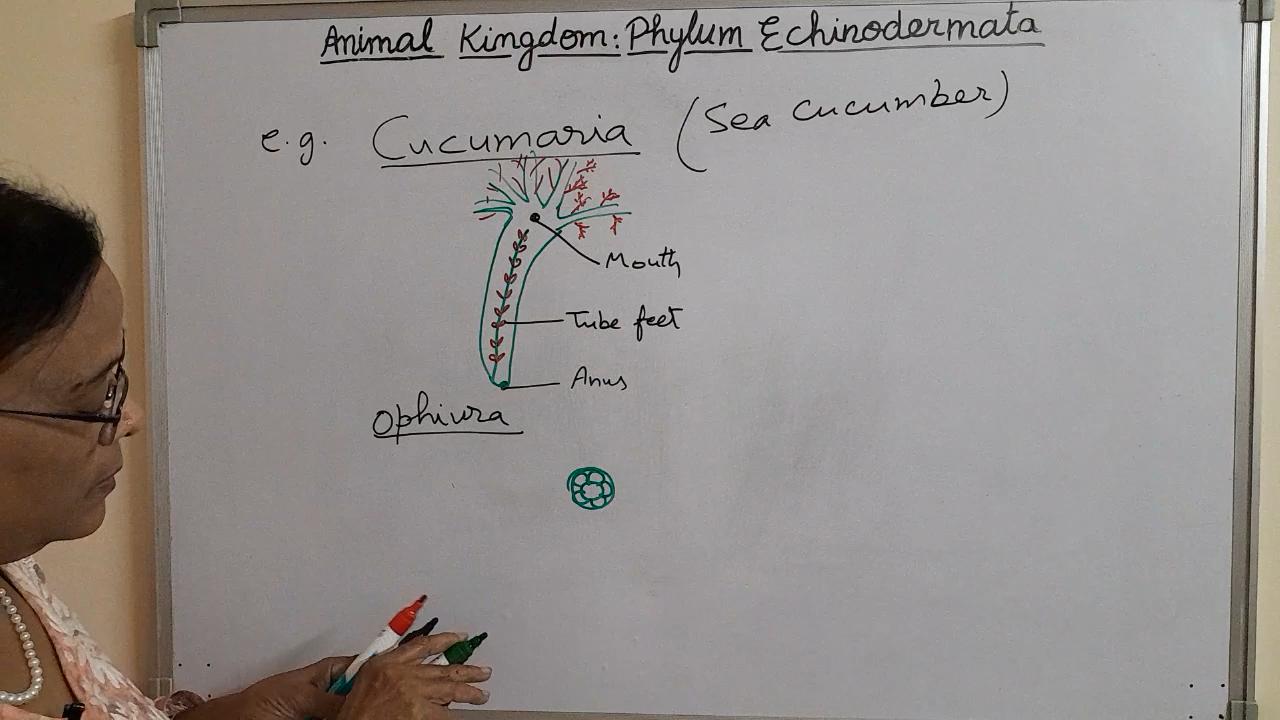 Animal Kingdom: Phylum Echinodermata
e.g. Cucumaria (Sea cucumber)
Mouth
Tube feet
Anus
Ophiura